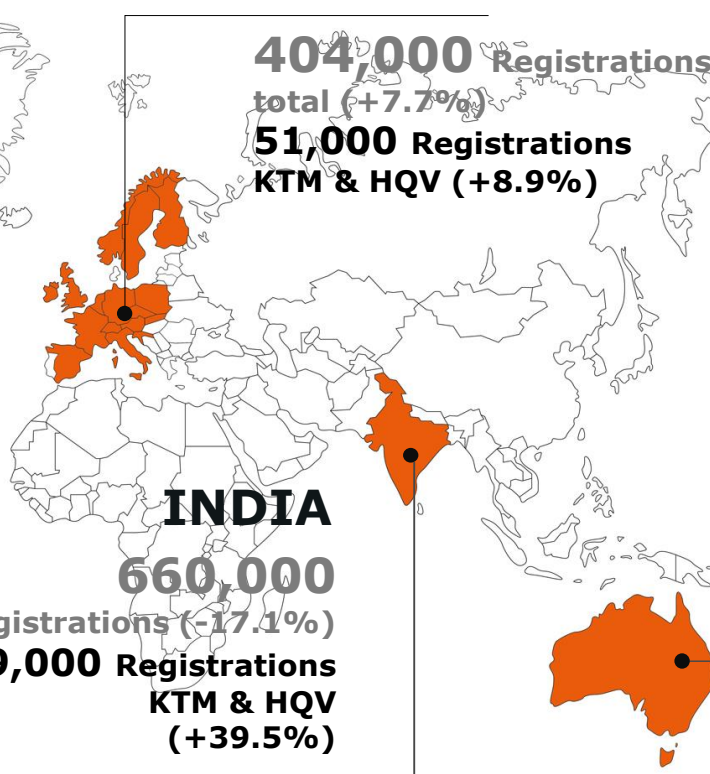 404,000 Registrations
total (+7.7%)
51,000 Registrations
KTM & HQV (+8.9%)
INDIA
660,000
(-17.1%)
Registrations
KTM & HQV
(+39.5%)